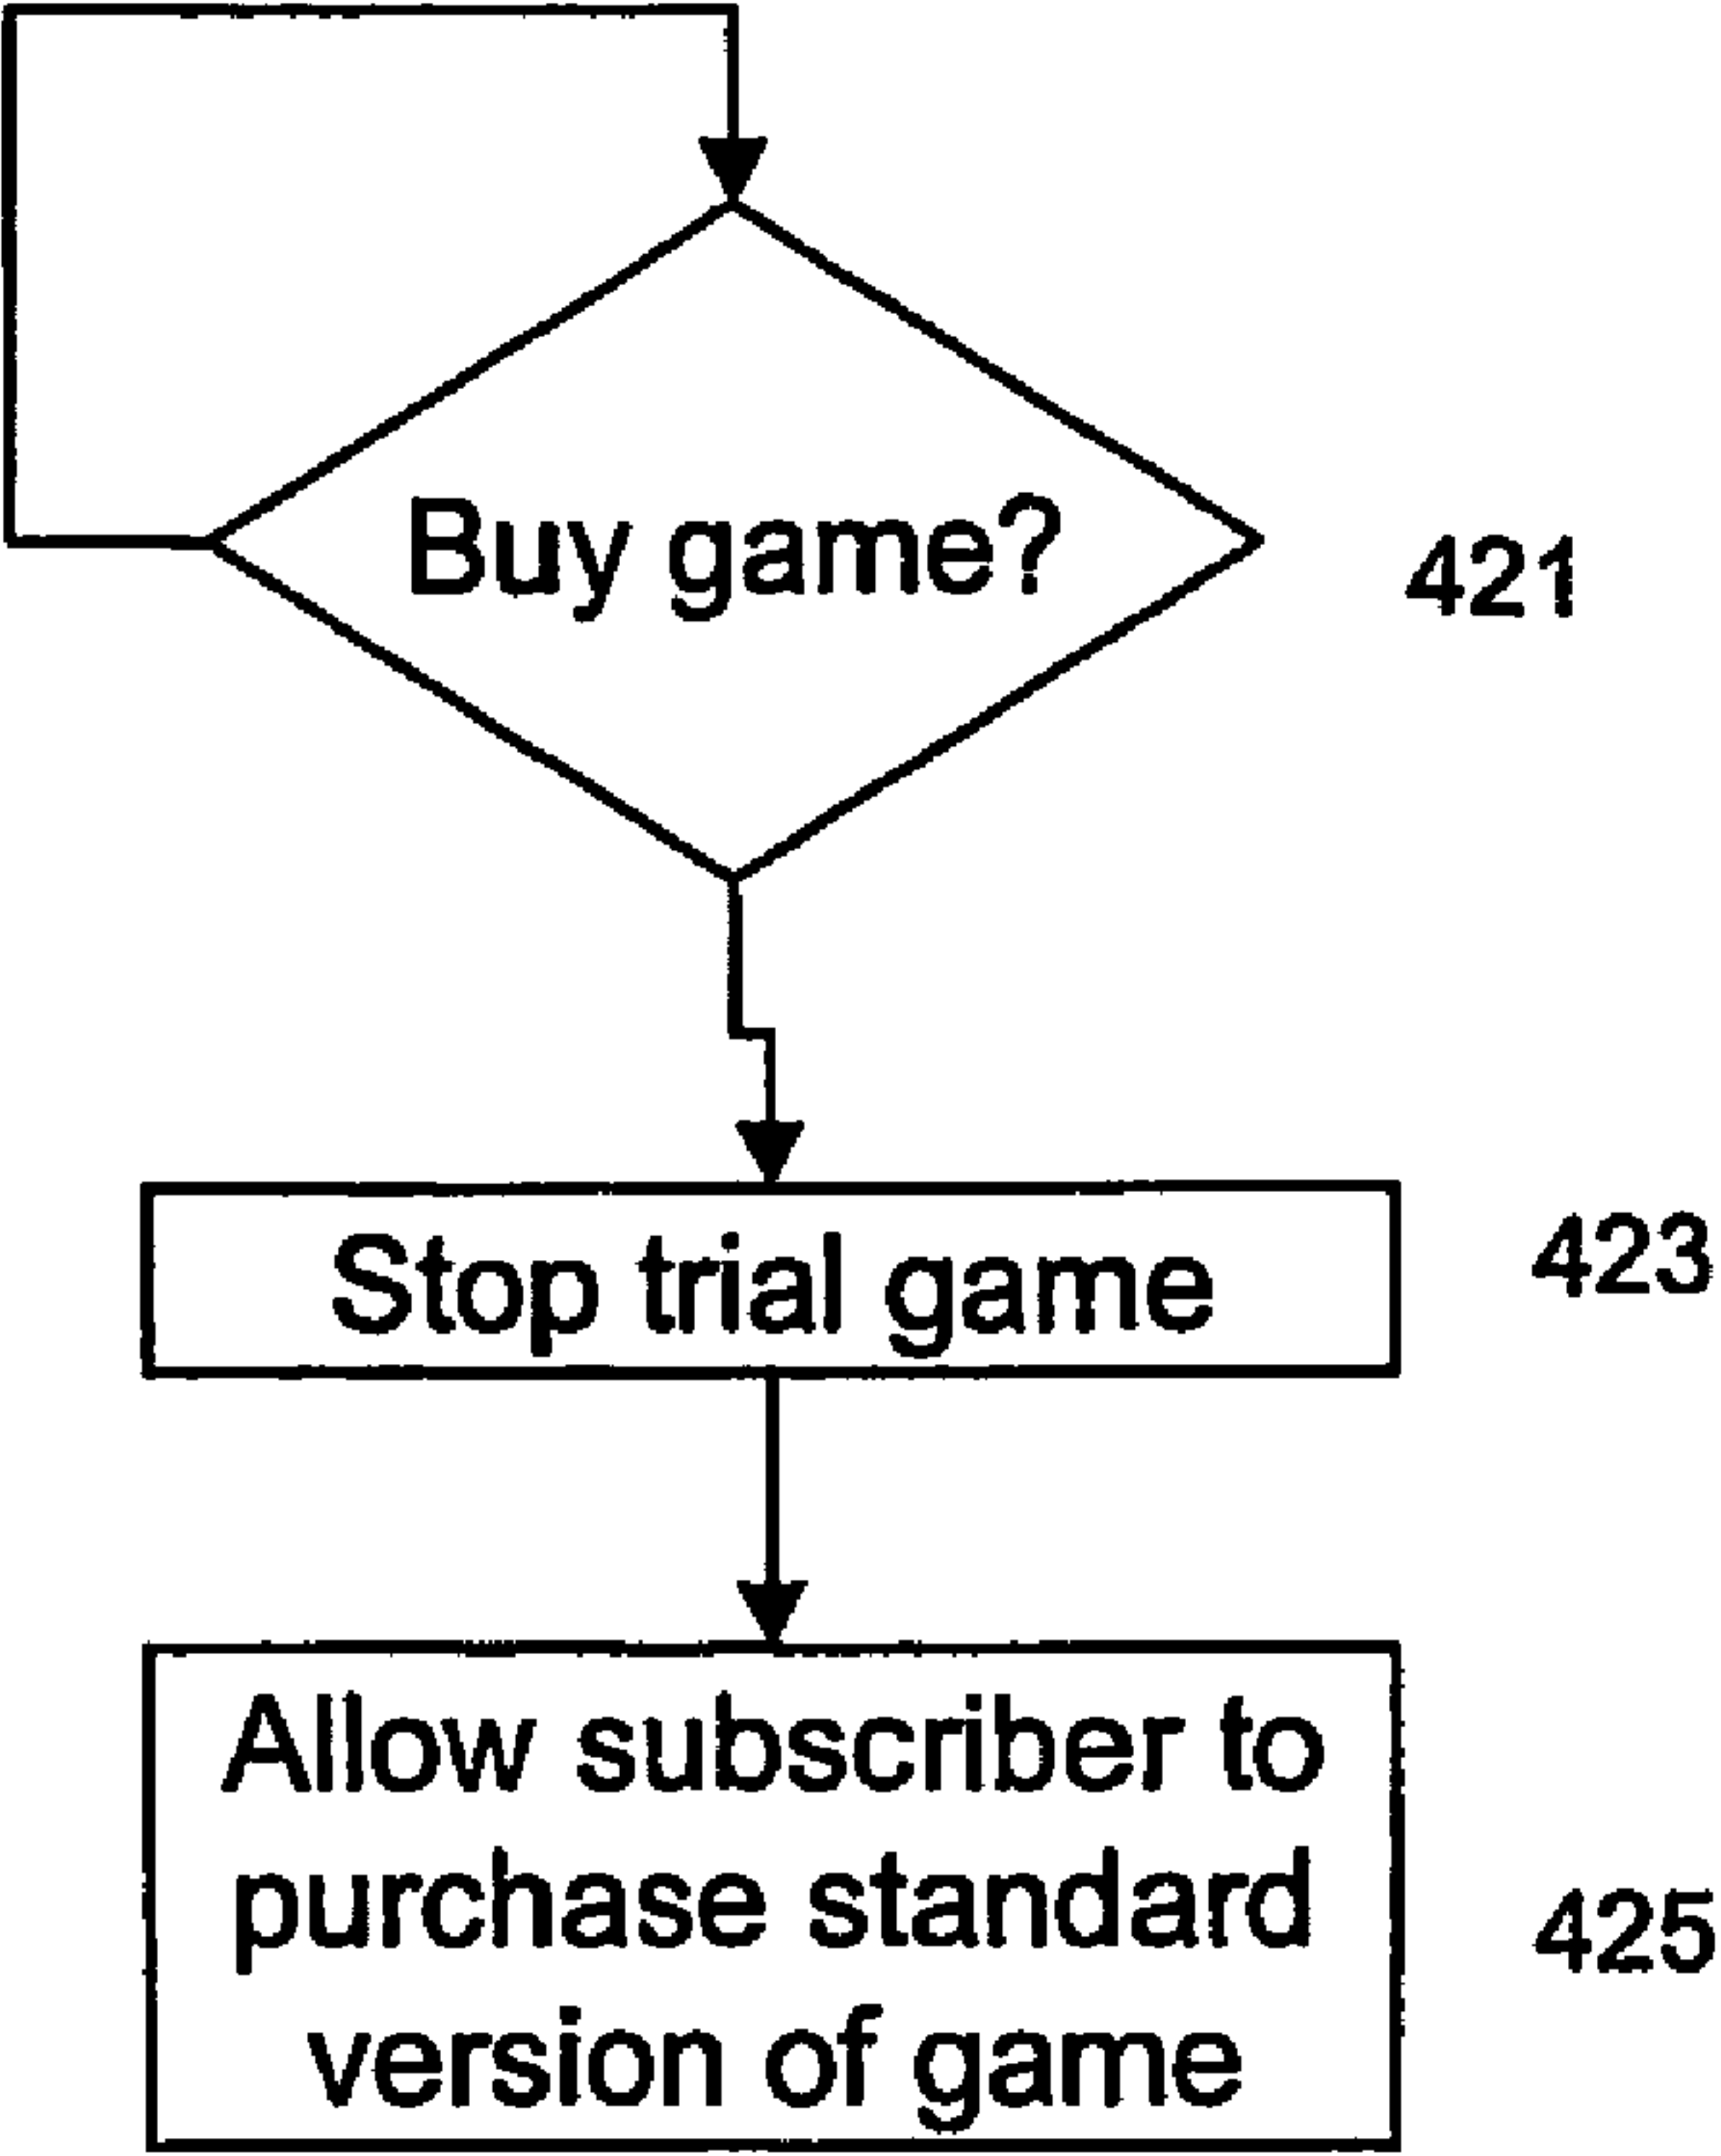 Buy game?
421
Stop trial game
423
Allow subscriber to
purchase standard
425
version of game